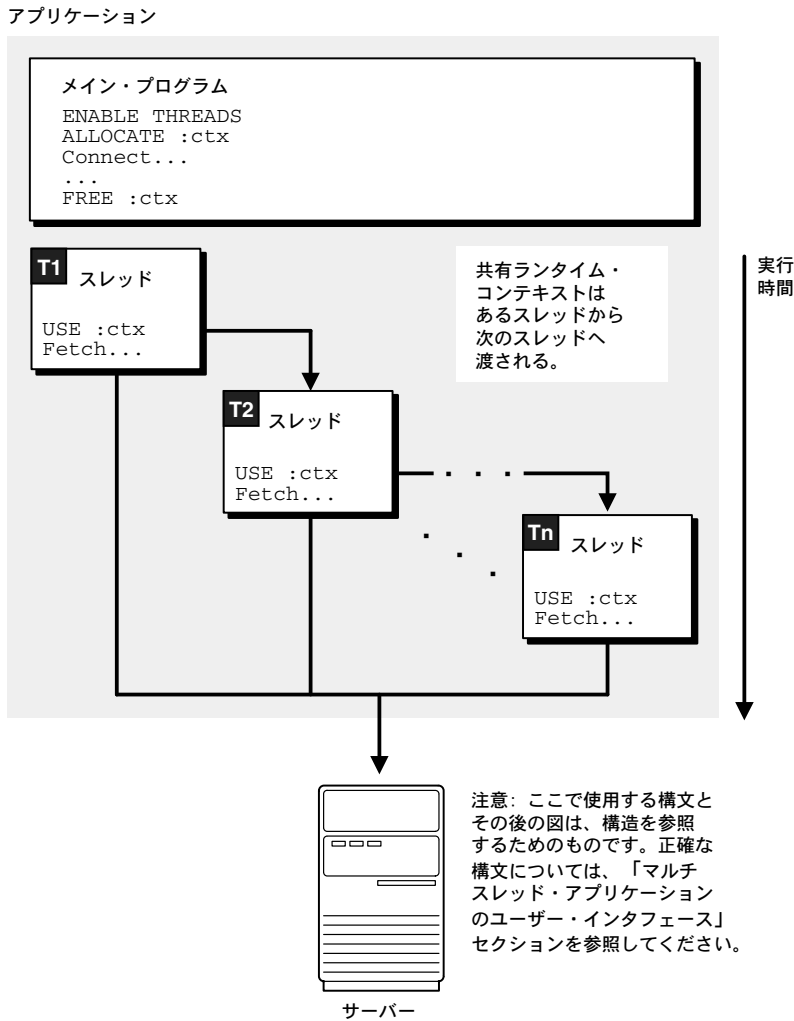 アプリケーション
メイン・プログラム
ENABLE THREADS
ALLOCATE :ctx
Connect...
...
FREE :ctx
T1
スレッド
USE :ctx
Fetch...
共有ランタイム・
コンテキストは
あるスレッドから
次のスレッドへ
渡される。
実行
時間
T2
スレッド
USE :ctx
Fetch...
Tn
スレッド
USE :ctx
Fetch...
注意: ここで使用する構文と
その後の図は、構造を参照
するためのものです。正確な
構文については、「マルチ
スレッド・アプリケーション
のユーザー・インタフェース」
セクションを参照してください。
サーバー